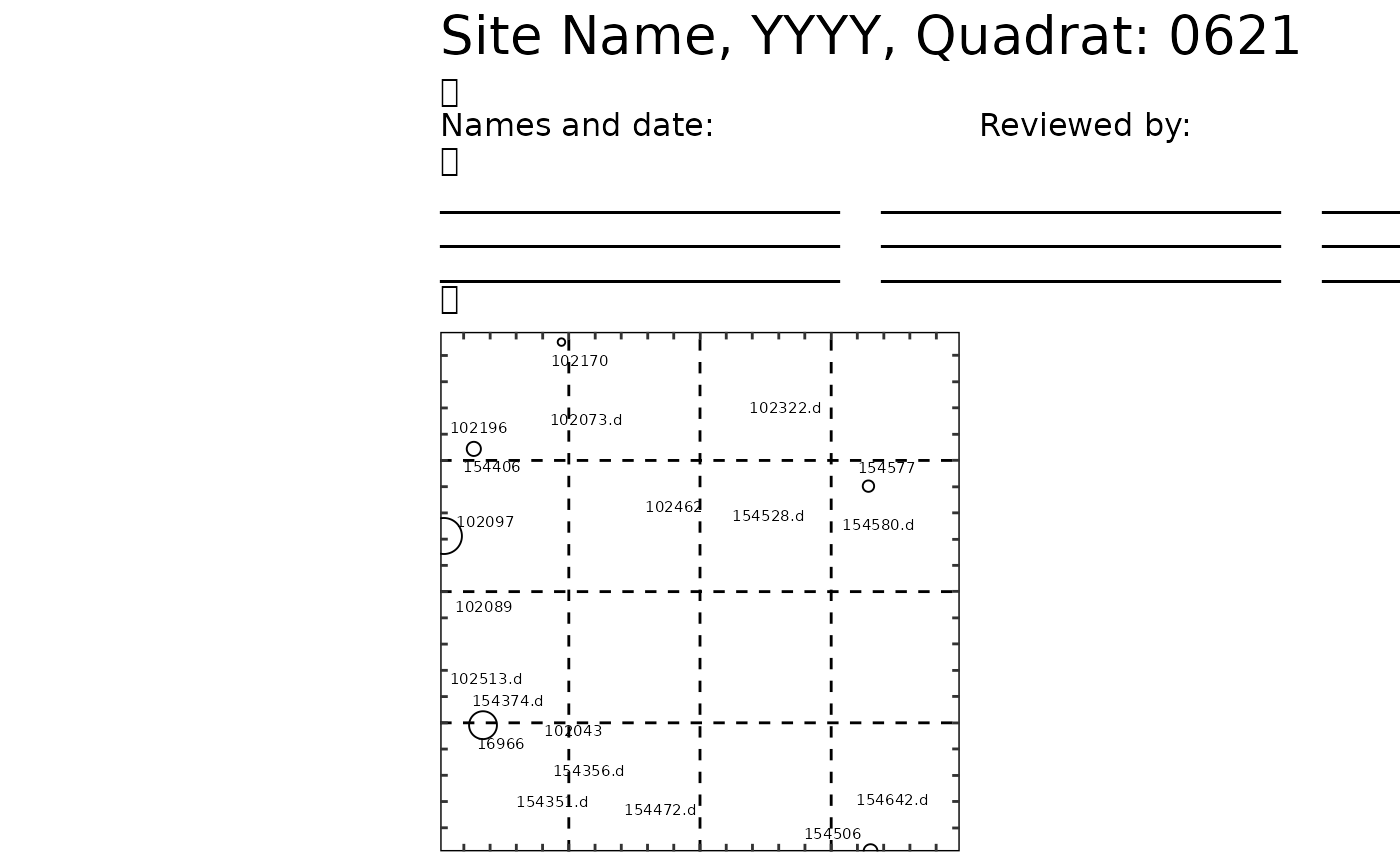 Site Name, YYYY, Quadrat: 0621
Names and date: Reviewed by:
102170
102322.d
102073.d
102196
154406
154577
102462
154528.d
102097
154580.d
102089
102513.d
154374.d
102043
16966
154356.d
154351.d
154642.d
154472.d
154506